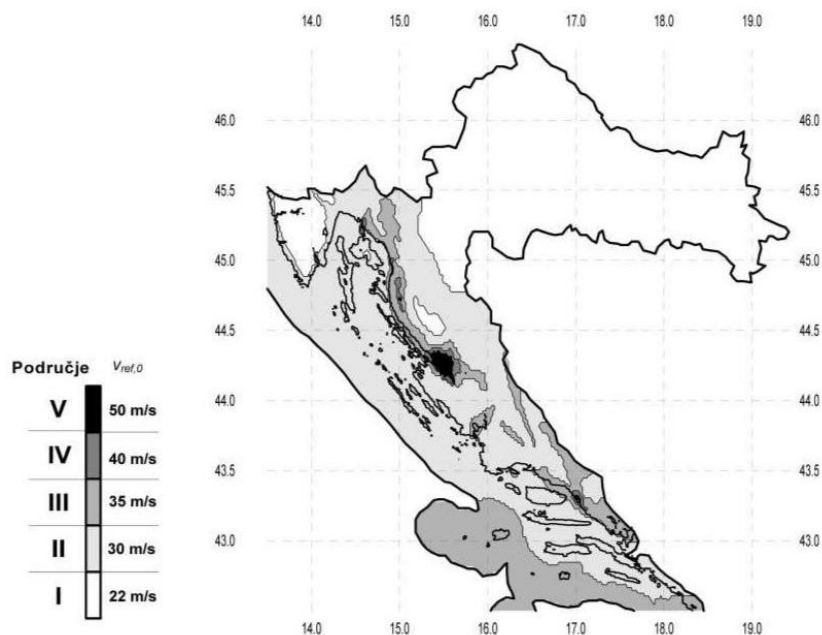 14.0 15.0 16.0 17.0 18.0 19.0
46.0 46.0
45.5 45.5
45.0 45.0
44.5 44.5
Područje v_ref,0
44.0 44.0
V 50 m/s
IV 40 m/s
43.5 43.5
III 35 m/s
43.0 43.0
II 30 m/s
I 22 m/s
14.0 15.0 16.0 17.0 18.0 19.0